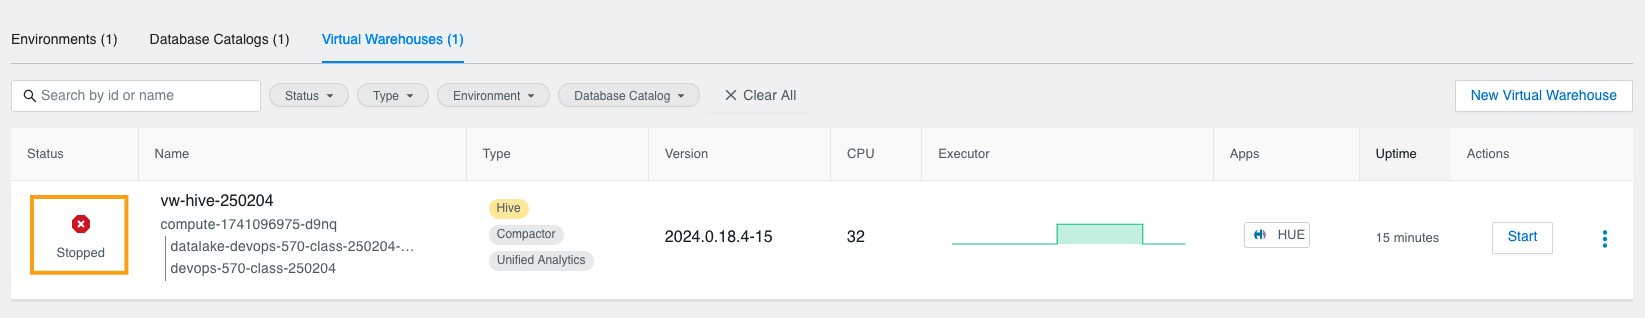 Environments (1) Database Catalogs (1) Virtual Warehouses (1)
Search by id or name Status Type Environment Database Catalog Clear All New Virtual Warehouse
Status Name Type Version CPU Executor Apps Uptime Actions
Stopped
vw-hive-250204
compute-1741096975-d9nq
datalake-devops-570-class-250204-...
devops-570-class-250204
Hive
Compactor
Unified Analytics
2024.0.18.4-15 32 HUE 15 minutes Start